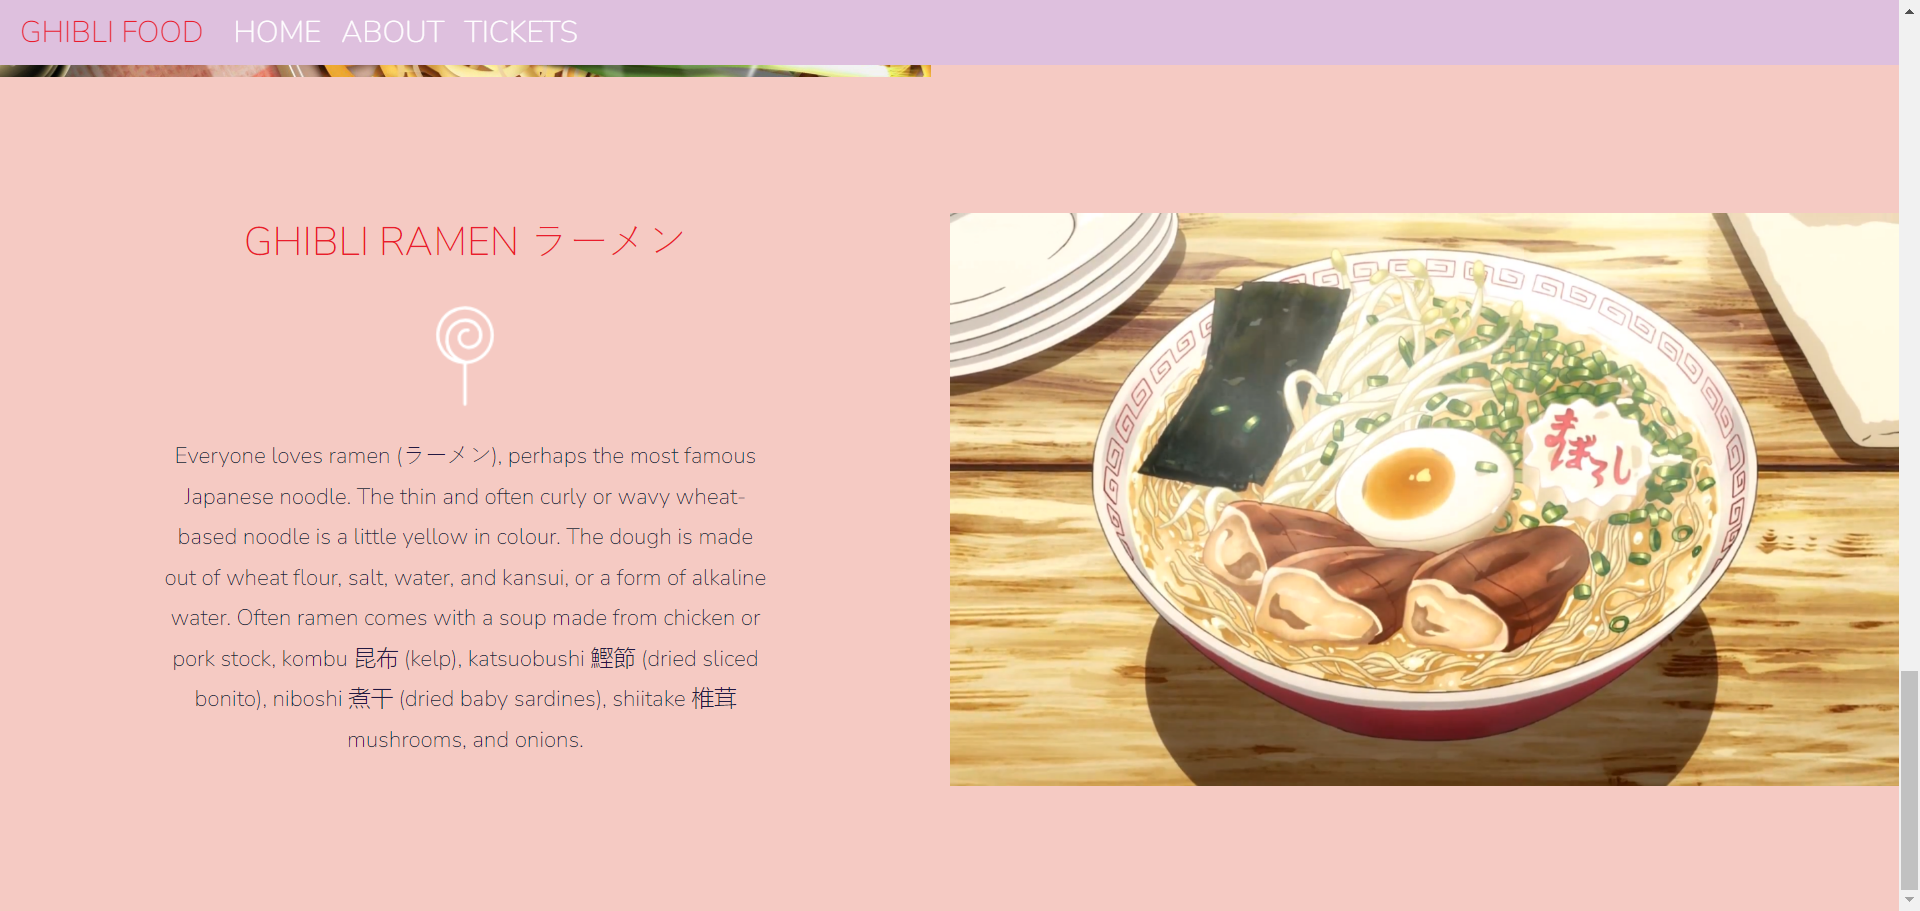 GHIBLI FOOD HOME ABOUT TICKETS
GHIBLI RAMEN ラーメン
Everyone loves ramen (ラーメン), perhaps the most famous
Japanese noodle. The thin and often curly or wavy wheat-
based noodle is a little yellow in colour. The dough is made
out of wheat flour, salt, water, and kansui, or a form of alkaline
water. Often ramen comes with a soup made from chicken or
pork stock, kombu 昆布 (kelp), katsuobushi 鰹節 (dried sliced
bonito), niboshi 煮干 (dried baby sardines), shiitake 椎茸
mushrooms, and onions.
まぼろし